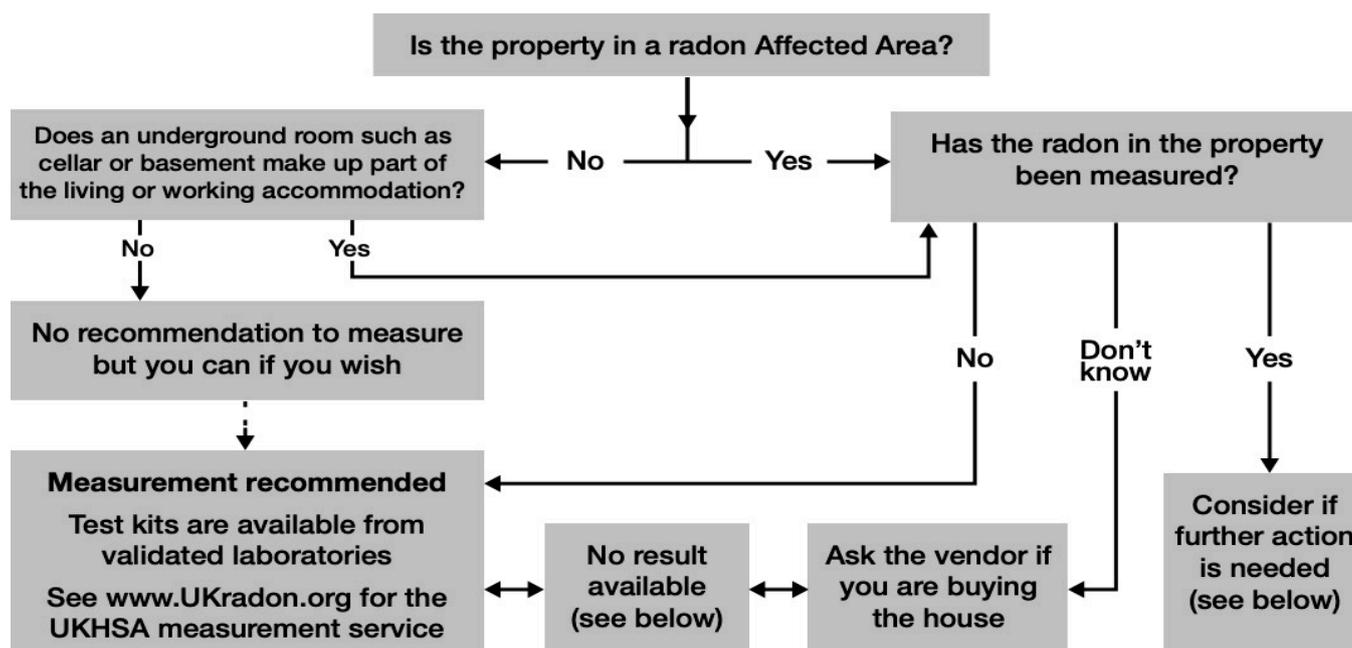 Is the property in a radon Affected Area?
Does an underground room such as
cellar or basement make up part of
the living or working accommodation?
No
Yes
Has the radon in the property
been measured?
No
Yes
No recommendation to measure
but you can if you wish
No
Don't
know
Yes
Measurement recommended
Test kits are available from
validated laboratories
See www.UKradon.org for the
UKHSA measurement service
No result
available
(see below)
Ask the vendor if
you are buying
the house
Consider if
further action
is needed
(see below)